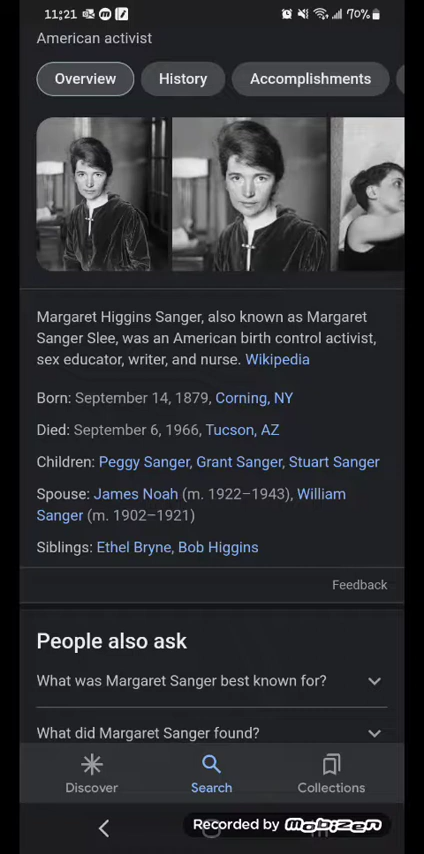 11:21
70%
American activist
Overview
History
Accomplishments
Margaret Higgins Sanger, also known as Margaret
Sanger Slee, was an American birth control activist,
sex educator, writer, and nurse. Wikipedia
Born: September 14, 1879, Corning, NY
Died: September 6, 1966, Tucson, AZ
Children: Peggy Sanger, Grant Sanger, Stuart Sanger
Spouse: James Noah (m. 1922–1943), William
Sanger (m. 1902–1921)
Siblings: Ethel Bryne, Bob Higgins
Feedback
People also ask
What was Margaret Sanger best known for?
What did Margaret Sanger found?
Discover
Search
Collections
Recorded by Mobizen